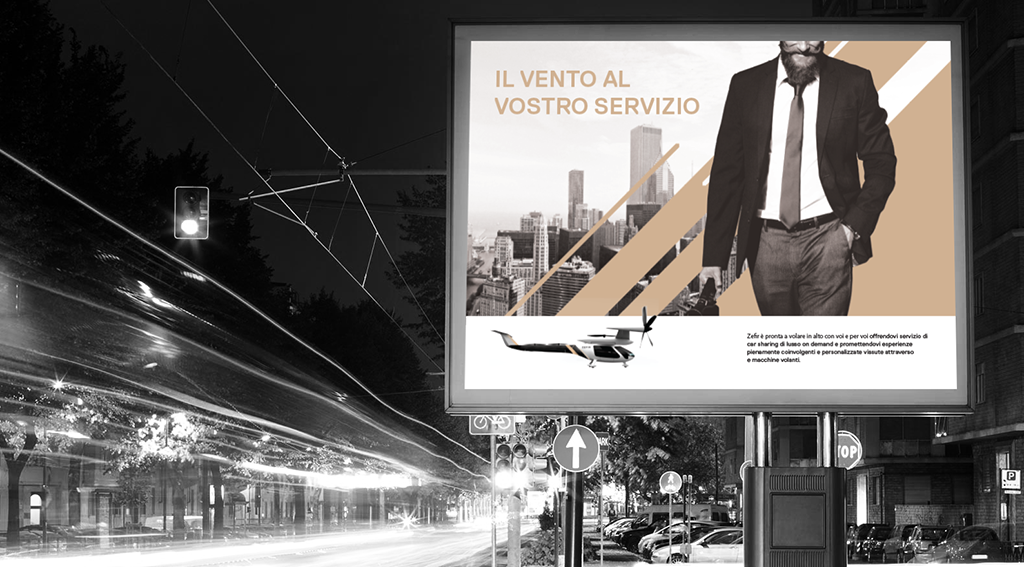 IL VENTO AL
VOSTRO SERVIZIO
Zefir è pronta a volare in alto con voi e per voi offrendovi servizio di
car sharing di lusso on demand e promettendovi esperienze
pienamente coinvolgenti e personalizzate vissute attraverso
e macchine volanti.
TOP
P